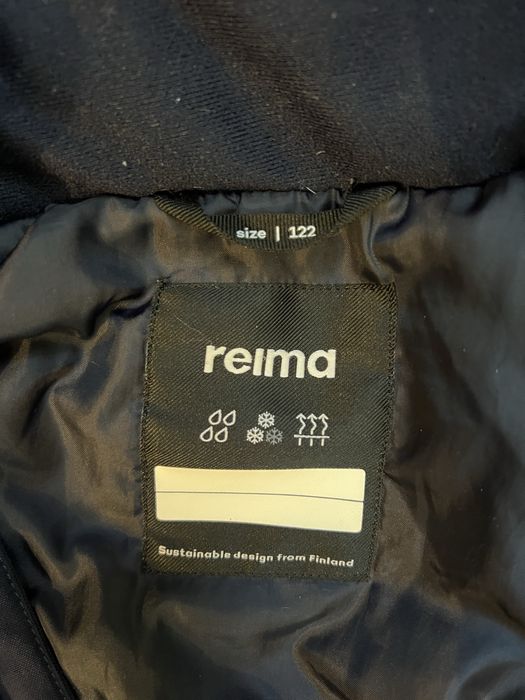 size | 122
reima
Sustainable design from Finland